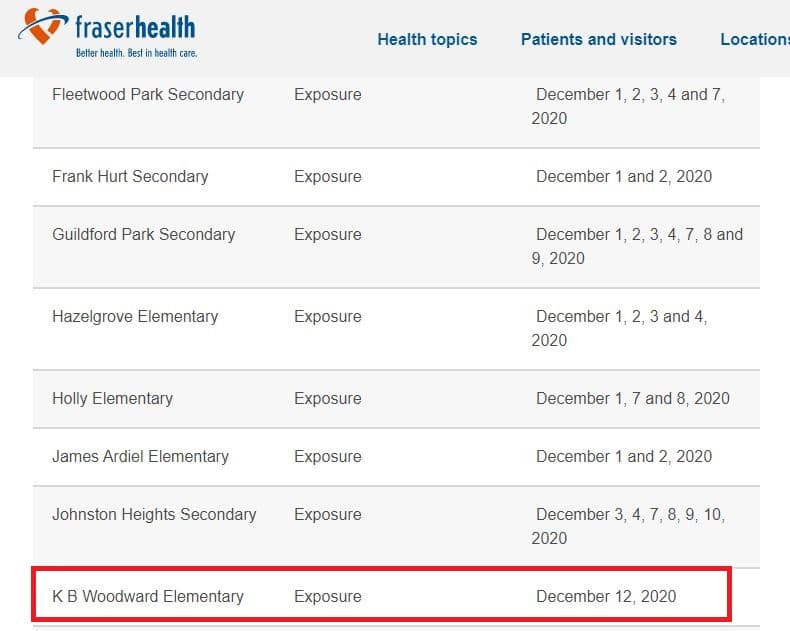 fraserhealth
Better health. Best in health care.
Health topics Patients and visitors Locations
Fleetwood Park Secondary Exposure December 1, 2, 3, 4 and 7,
2020
Frank Hurt Secondary Exposure December 1 and 2, 2020
Guildford Park Secondary Exposure December 1, 2, 3, 4, 7, 8 and
9, 2020
Hazelgrove Elementary Exposure December 1, 2, 3 and 4,
2020
Holly Elementary Exposure December 1, 7 and 8, 2020
James Ardiel Elementary Exposure December 1 and 2, 2020
Johnston Heights Secondary Exposure December 3, 4, 7, 8, 9, 10,
2020
K B Woodward Elementary Exposure December 12, 2020